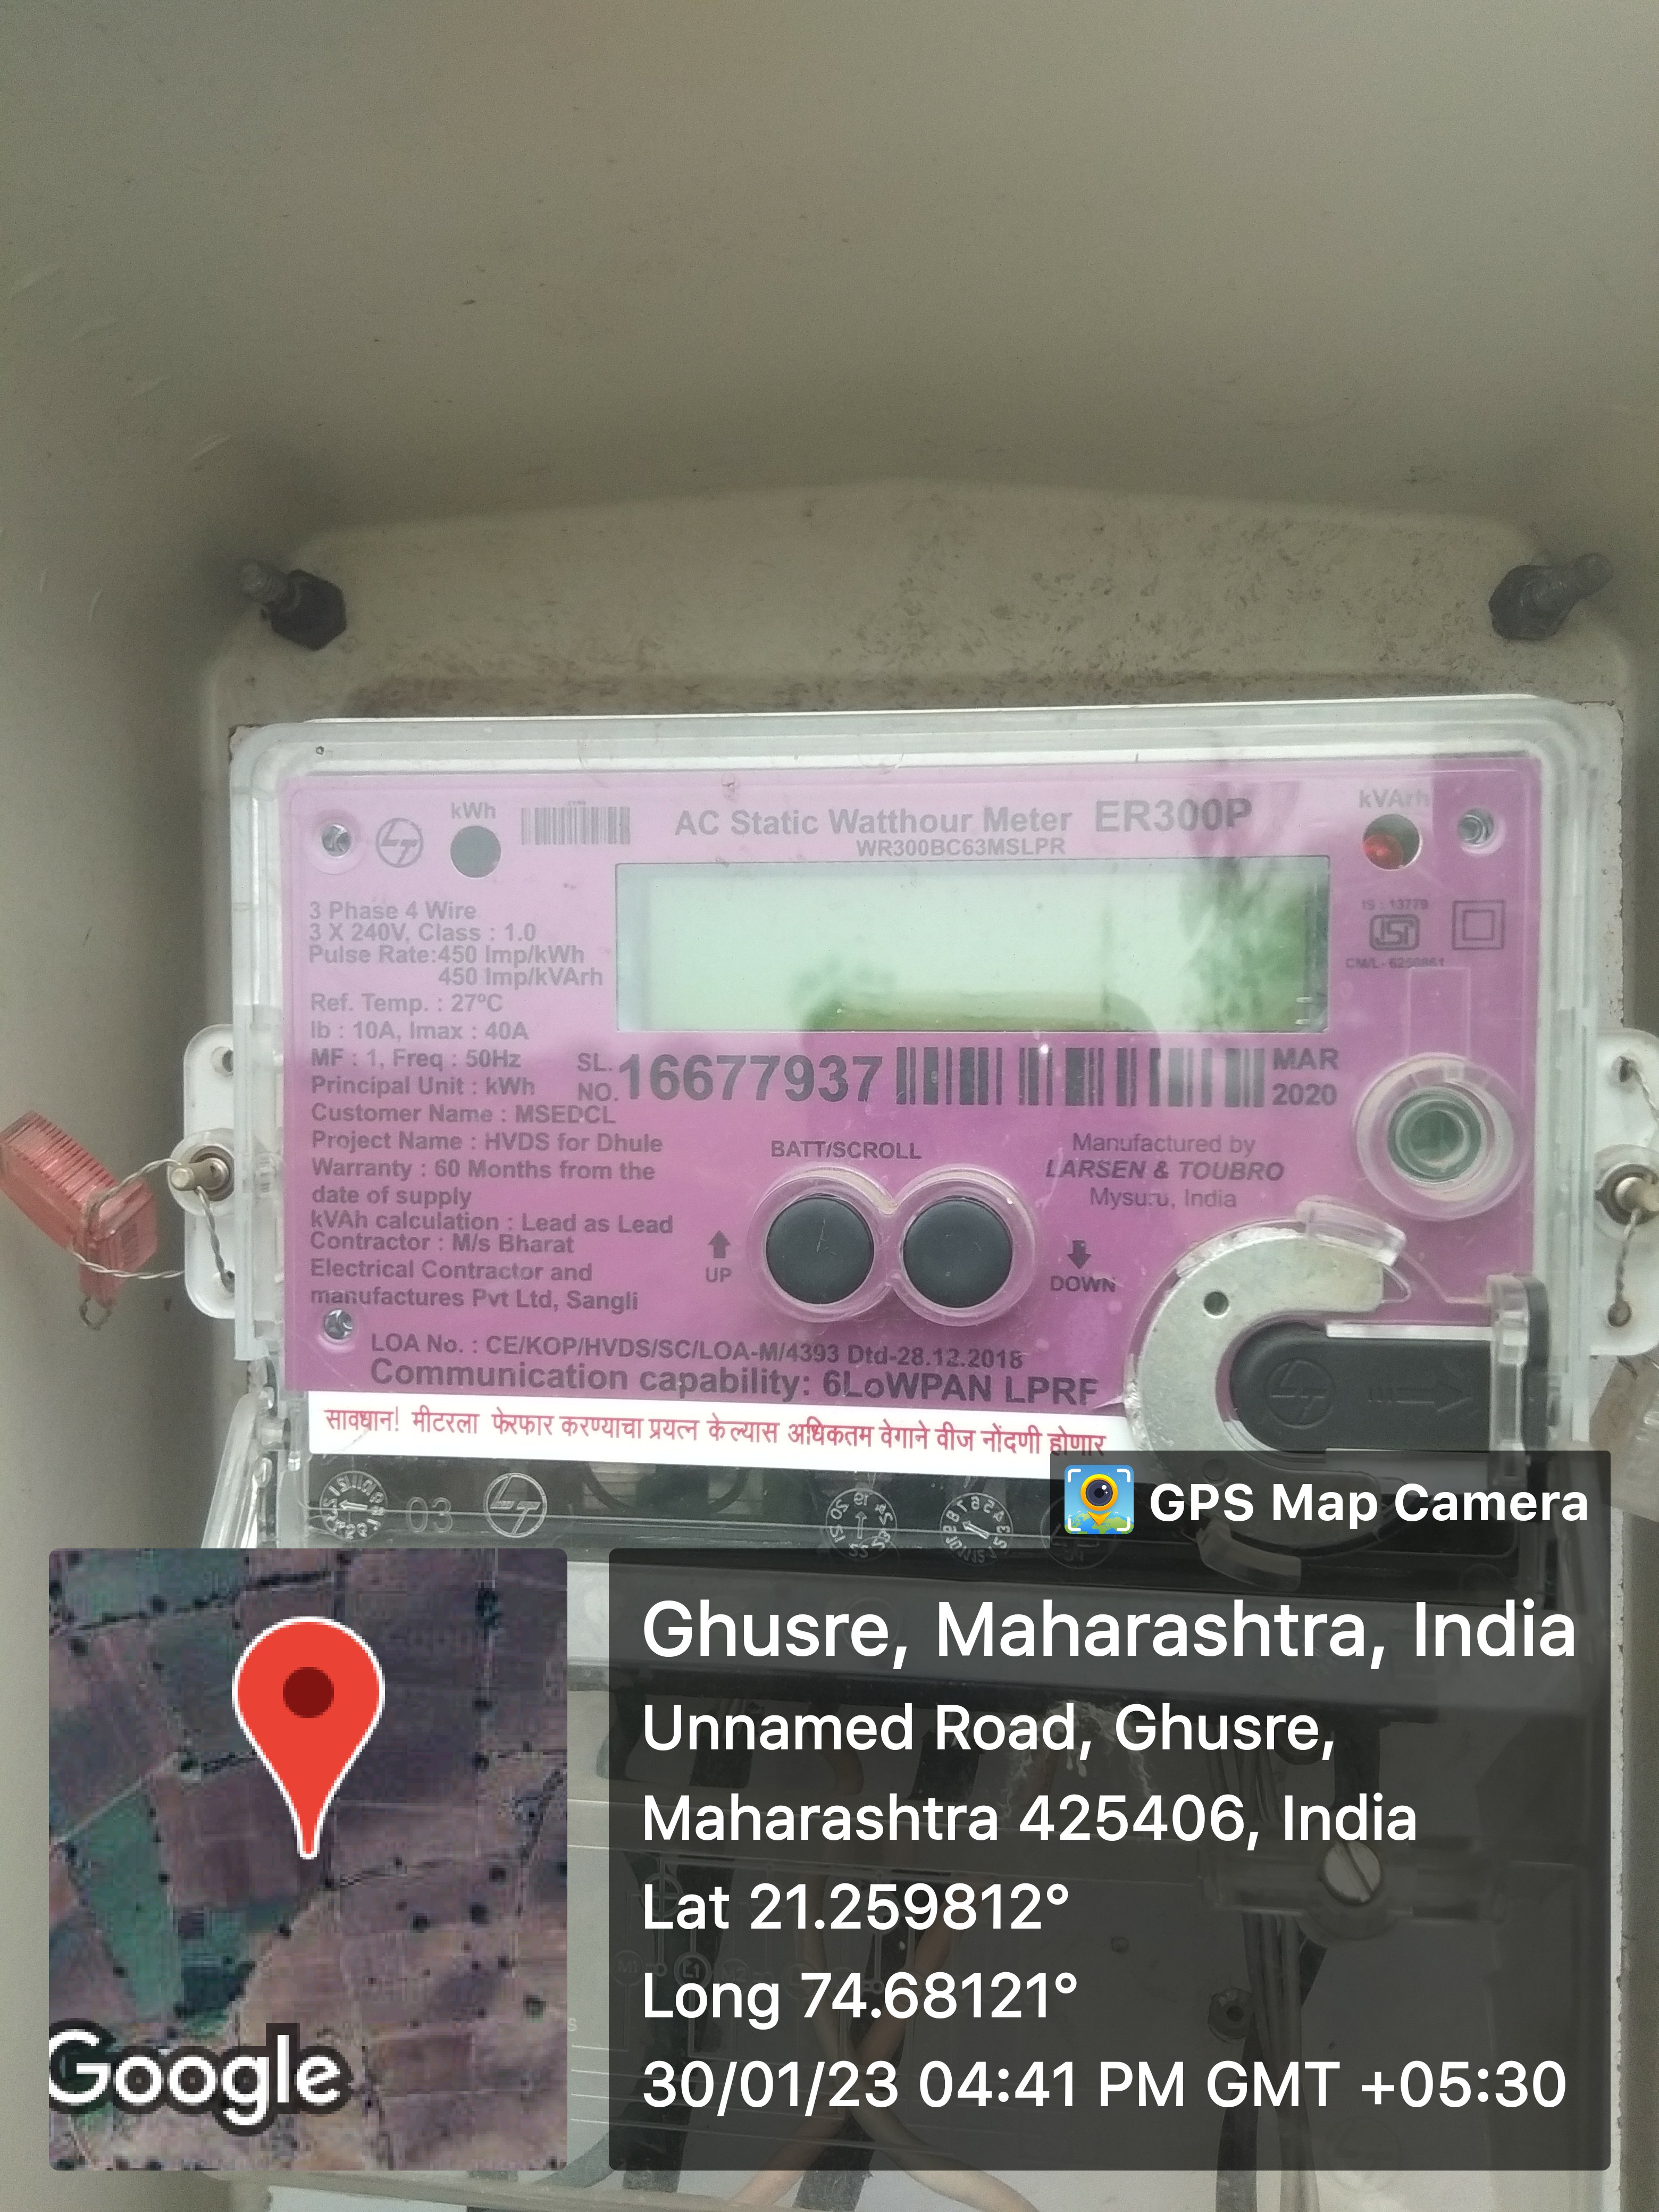 kWh
AC Static Watthour Meter ER300P
WR300BC63MSLPR
kVArh
3 Phase 4 Wire
3 X 240V, Class : 1.0
Pulse Rate:450 Imp/kWh
450 Imp/kVArh
Ref. Temp. : 27ºC
Ib : 10A, Imax : 40A
MF : 1, Freq : 50Hz
Principal Unit : kWh
Customer Name : MSEDCL
Project Name : HVDS for Dhule
Warranty : 60 Months from the
date of supply
kVAh calculation : Lead as Lead
Contractor : M/s Bharat
Electrical Contractor and
manufactures Pvt Ltd, Sangli
IS : 13779
ISI
SL.
NO. 16677937
MAR
2020
BATT/SCROLL
UP
DOWN
Manufactured by
LARSEN & TOUBRO
Mysuru, India
LOA No. : CE/KOP/HVDS/SC/LOA-M/4393 Dtd-28.12.2018
Communication capability: 6LoWPAN LPRF
सावधान! मीटरला फेरफार करण्याचा प्रयत्न केल्यास अधिकतम वेगाने वीज नोंदणी होणार
03
GPS Map Camera
Ghusre, Maharashtra, India
Unnamed Road, Ghusre,
Maharashtra 425406, India
Lat 21.259812°
Long 74.68121°
30/01/23 04:41 PM GMT +05:30
Google